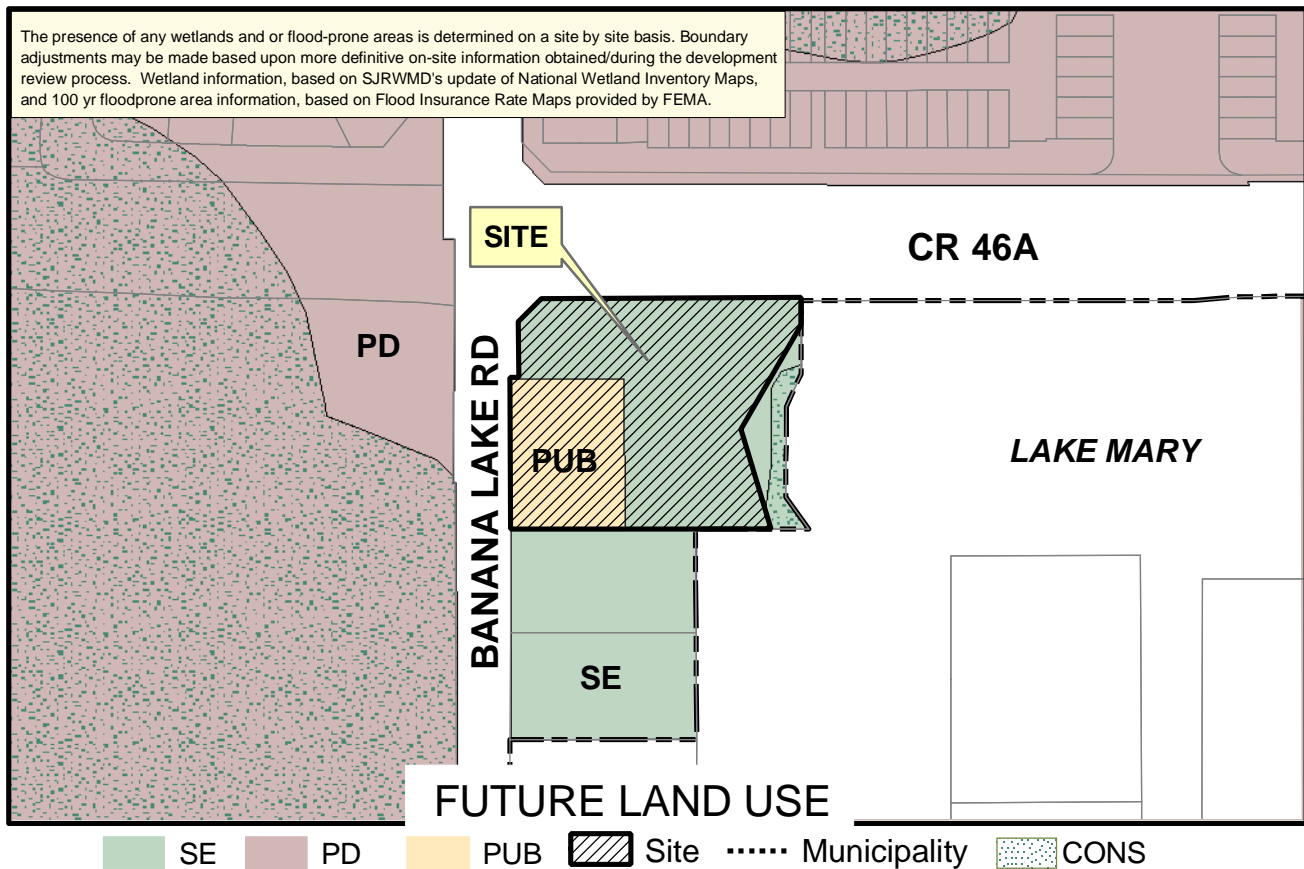 The presence of any wetlands and or flood-prone areas is determined on a site by site basis. Boundary
adjustments may be made based upon more definitive on-site information obtained/during the development
review process. Wetland information, based on SJRWMD's update of National Wetland Inventory Maps,
and 100 yr floodprone area information, based on Flood Insurance Rate Maps provided by FEMA.
SITE
CR 46A
PD
BANANA LAKE RD
PUB
LAKE MARY
SE
FUTURE LAND USE
SE PD PUB Site Municipality CONS